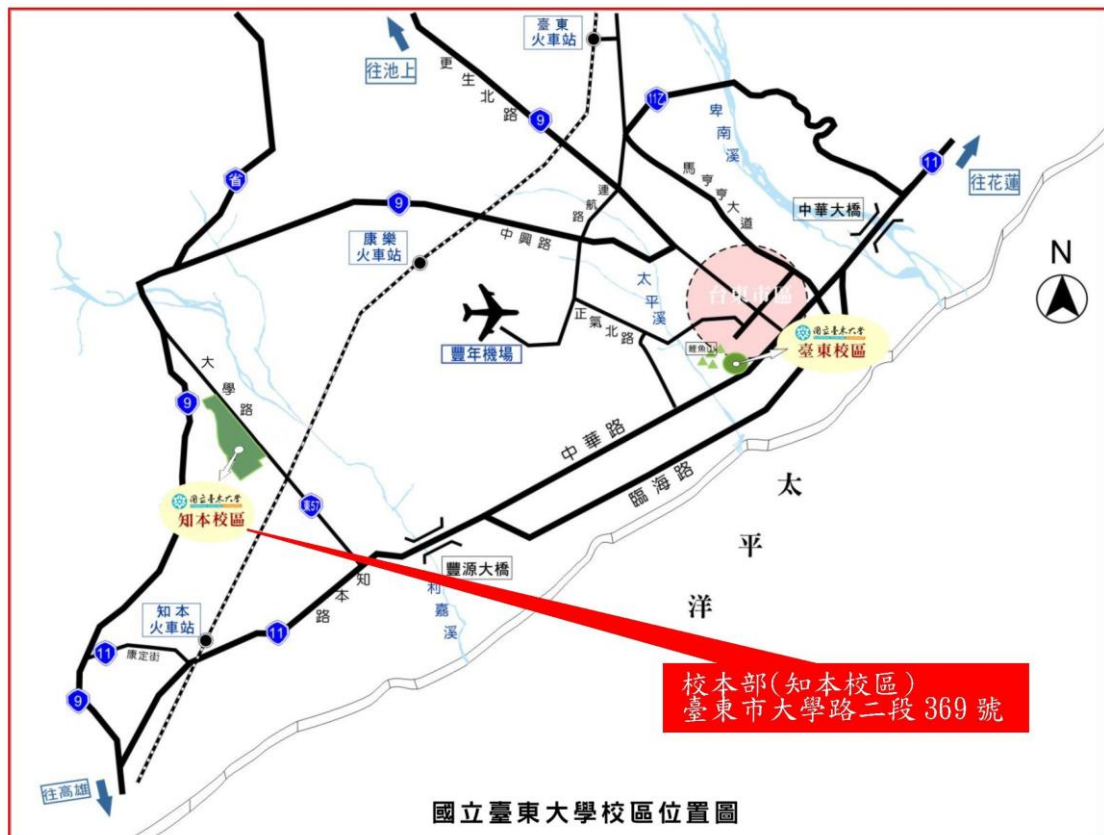 臺東
火車站
往池上
更生北路
9
11乙
卑南溪
11
往花蓮
省
馬亨亨大道
中華大橋
9
連航路
康樂
火車站
中興路
N
太平溪
台東市區
正氣北路
豐年機場
鯉魚山
國立臺東大學
臺東校區
大學路
9
中華路
臨海路
太平洋
國立臺東大學
知本校區
東57
豐源大橋
利嘉溪
知本路
知本
火車站
11
11
康定街
9
校本部(知本校區)
臺東市大學路二段 369 號
往高雄
國立臺東大學校區位置圖